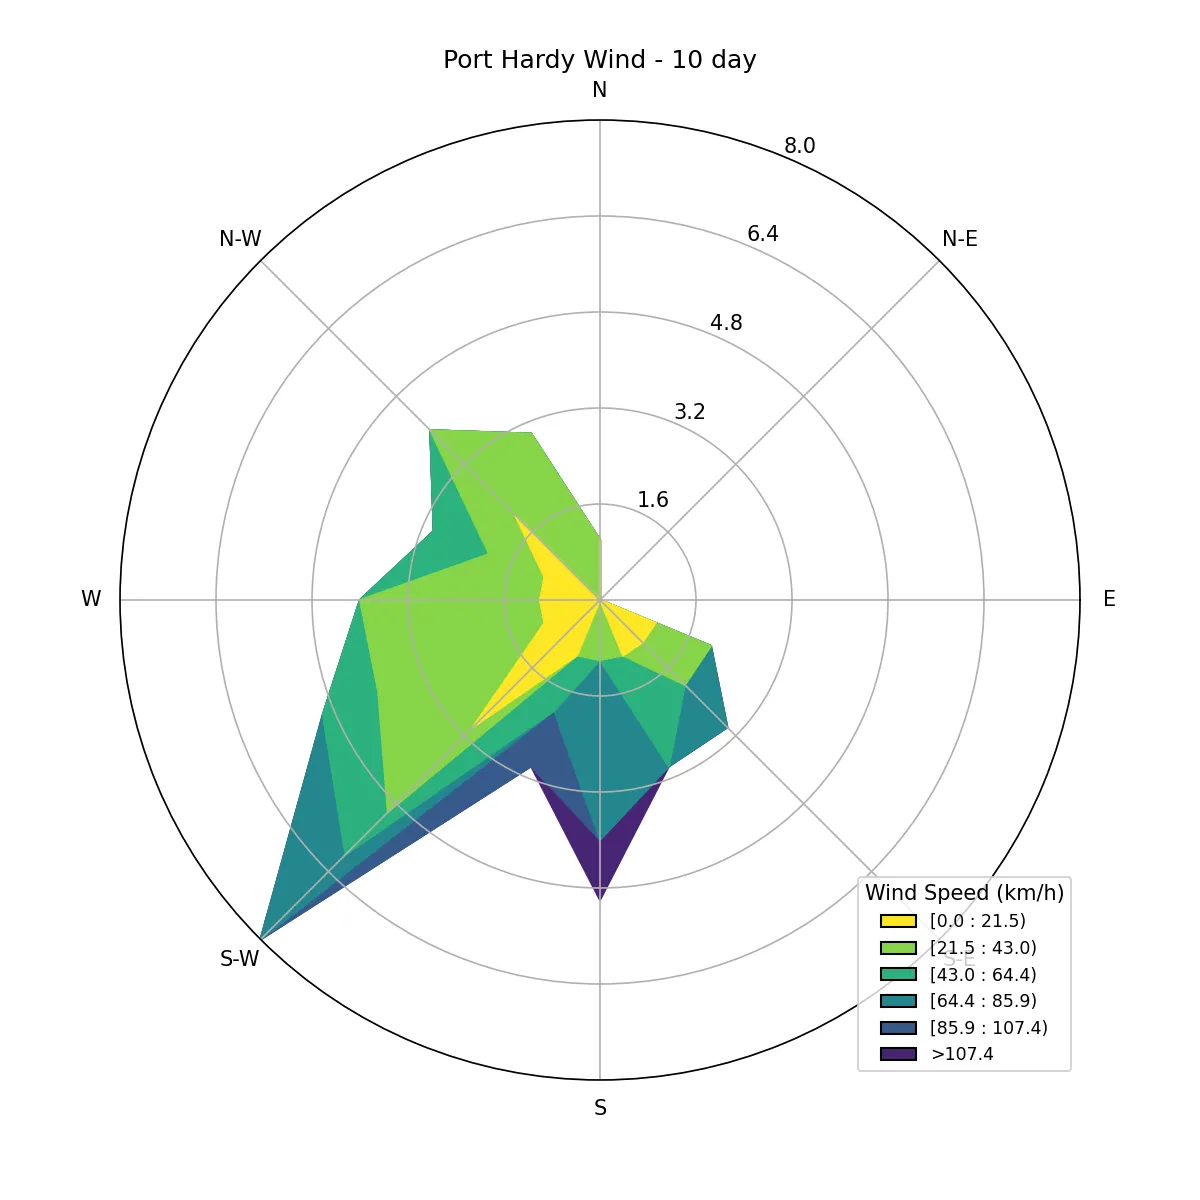 Port Hardy Wind - 10 day
N
8.0
N-W
6.4
N-E
4.8
3.2
1.6
W
E
S-W
S-E
S
Wind Speed (km/h)
[0.0 : 21.5)
[21.5 : 43.0)
[43.0 : 64.4)
[64.4 : 85.9)
[85.9 : 107.4)
>107.4